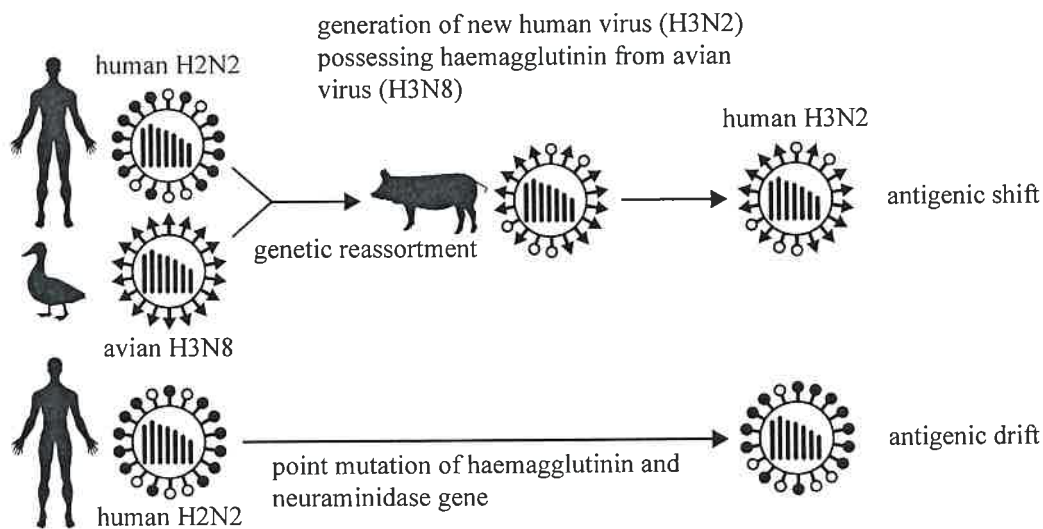 generation of new human virus (H3N2)
possessing haemagglutinin from avian
virus (H3N8)
human H2N2
human H3N2
antigenic shift
genetic reassortment
avian H3N8
antigenic drift
point mutation of haemagglutinin and
neuraminidase gene
human H2N2